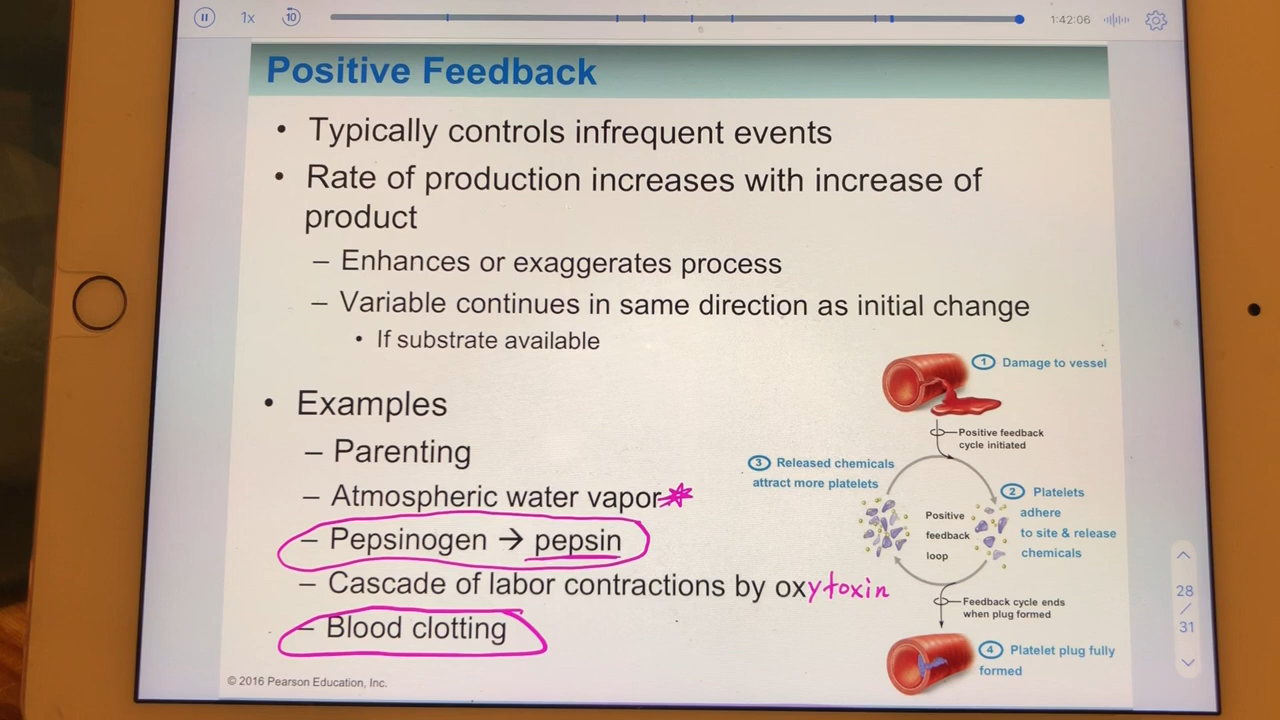 1x
10
1:42:06
Positive Feedback
• Typically controls infrequent events
• Rate of production increases with increase of
product
– Enhances or exaggerates process
– Variable continues in same direction as initial change
• If substrate available
• Examples
– Parenting
– Atmospheric water vapor
– Pepsinogen → pepsin
– Cascade of labor contractions by oxytoxin
– Blood clotting
1 Damage to vessel
Positive feedback
cycle initiated
3 Released chemicals
attract more platelets
2 Platelets
adhere
to site & release
chemicals
Positive
feedback
loop
Feedback cycle ends
when plug formed
4 Platelet plug fully
formed
28
/
31
© 2016 Pearson Education, Inc.